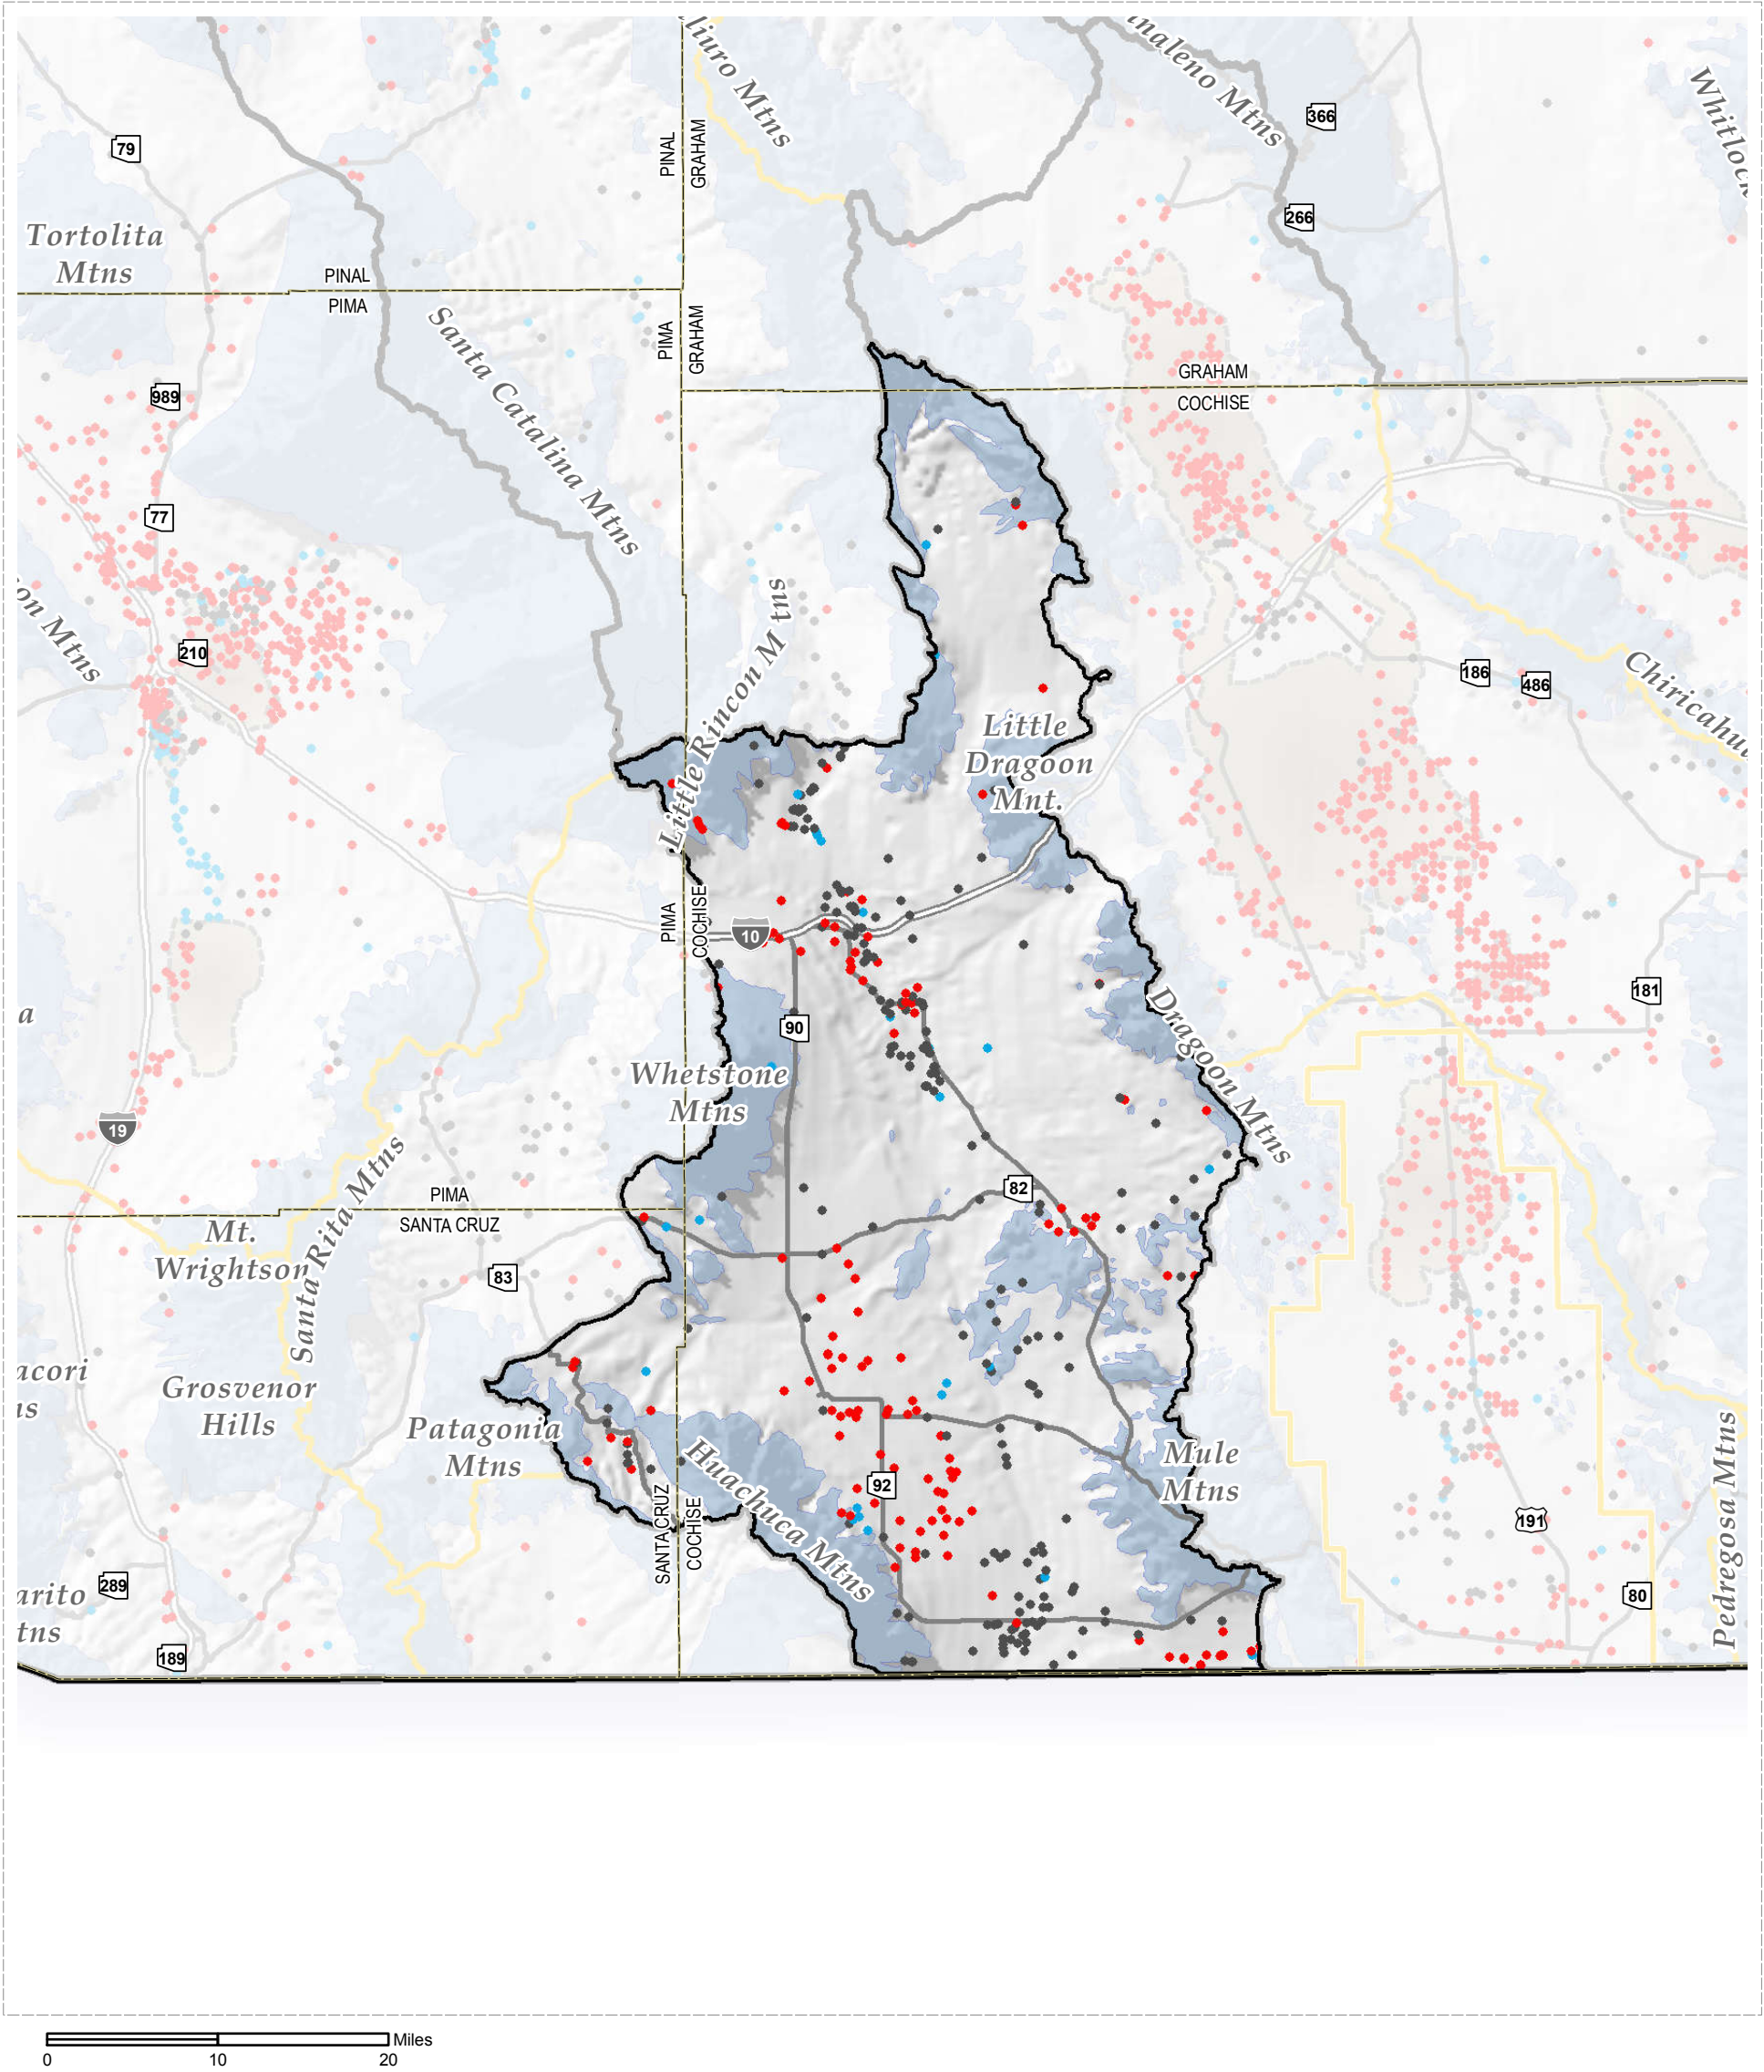 79
366
266
Tortolita
Mtns
PINAL
GRAHAM
PINAL
PIMA
Santa Catalina Mtns
PIMA
GRAHAM
GRAHAM
COCHISE
989
77
210
186
486
Little Rincon M tns
Little
Dragoon
Mnt.
PIMA
COCHISE
10
181
90
Dragoon Mtns
Whetstone
Mtns
19
82
PIMA
SANTA CRUZ
Mt.
Wrightson
Santa Rita Mtns
83
Grosvenor
Hills
Patagonia
Mtns
Huachuca Mtns
92
Mule
Mtns
SANTA CRUZ
COCHISE
191
Pedregosa Mtns
289
80
189
Mtns
Mtns
Mtns
a
Miles
0
10
20